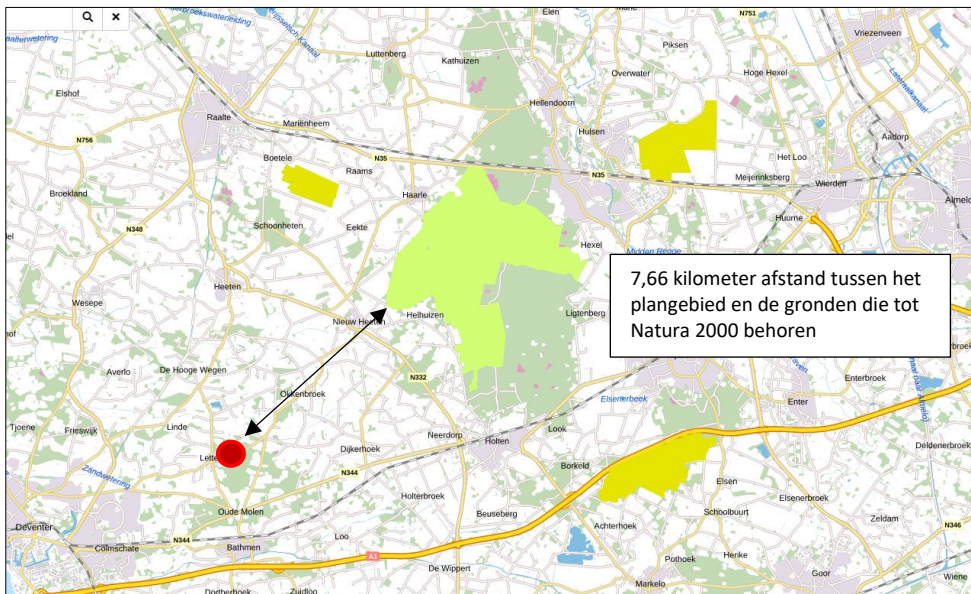 Elen
N751
Vriezenveen
Piksen
Luttenberg
Kathuizen
Overwater
Hoge Hexel
Elshof
Hellendoorn
Raalte
Mariënheem
Hulsen
Aadorp
N756
Boetele
N35
Het Loo
Raams
N35
Meijerinksberg
Wierden
Broekland
Haarle
Huurne
Schoonheten
N348
Eekte
Hexel
Midden Regge
Heeten
7,66 kilometer afstand tussen het
plangebied en de gronden die tot
Natura 2000 behoren
Wesepe
Nieuw Heeten
Helhuizen
Ligtenberg
De Hooge Wegen
Averlo
N332
Enterbroek
Okkenbroek
Elsenerbeek
Enter
Tjoene
Frieswijk
Linde
Neerdorp
Holten
Look
Dijkerhoek
Lette
N344
Borkeld
Zandwetering
Elsen
Holterbroek
Elsenerbroek
Oude Molen
Beuseberg
Schoolbuurt
Achterhoek
Zeldam
N346
Deventer
N344
Loo
Colmschate
Bathmen
A1
De Wippert
Pothoek
Herike
Goor
Markelo
Wiene
Dortherhoek
Zuidloo